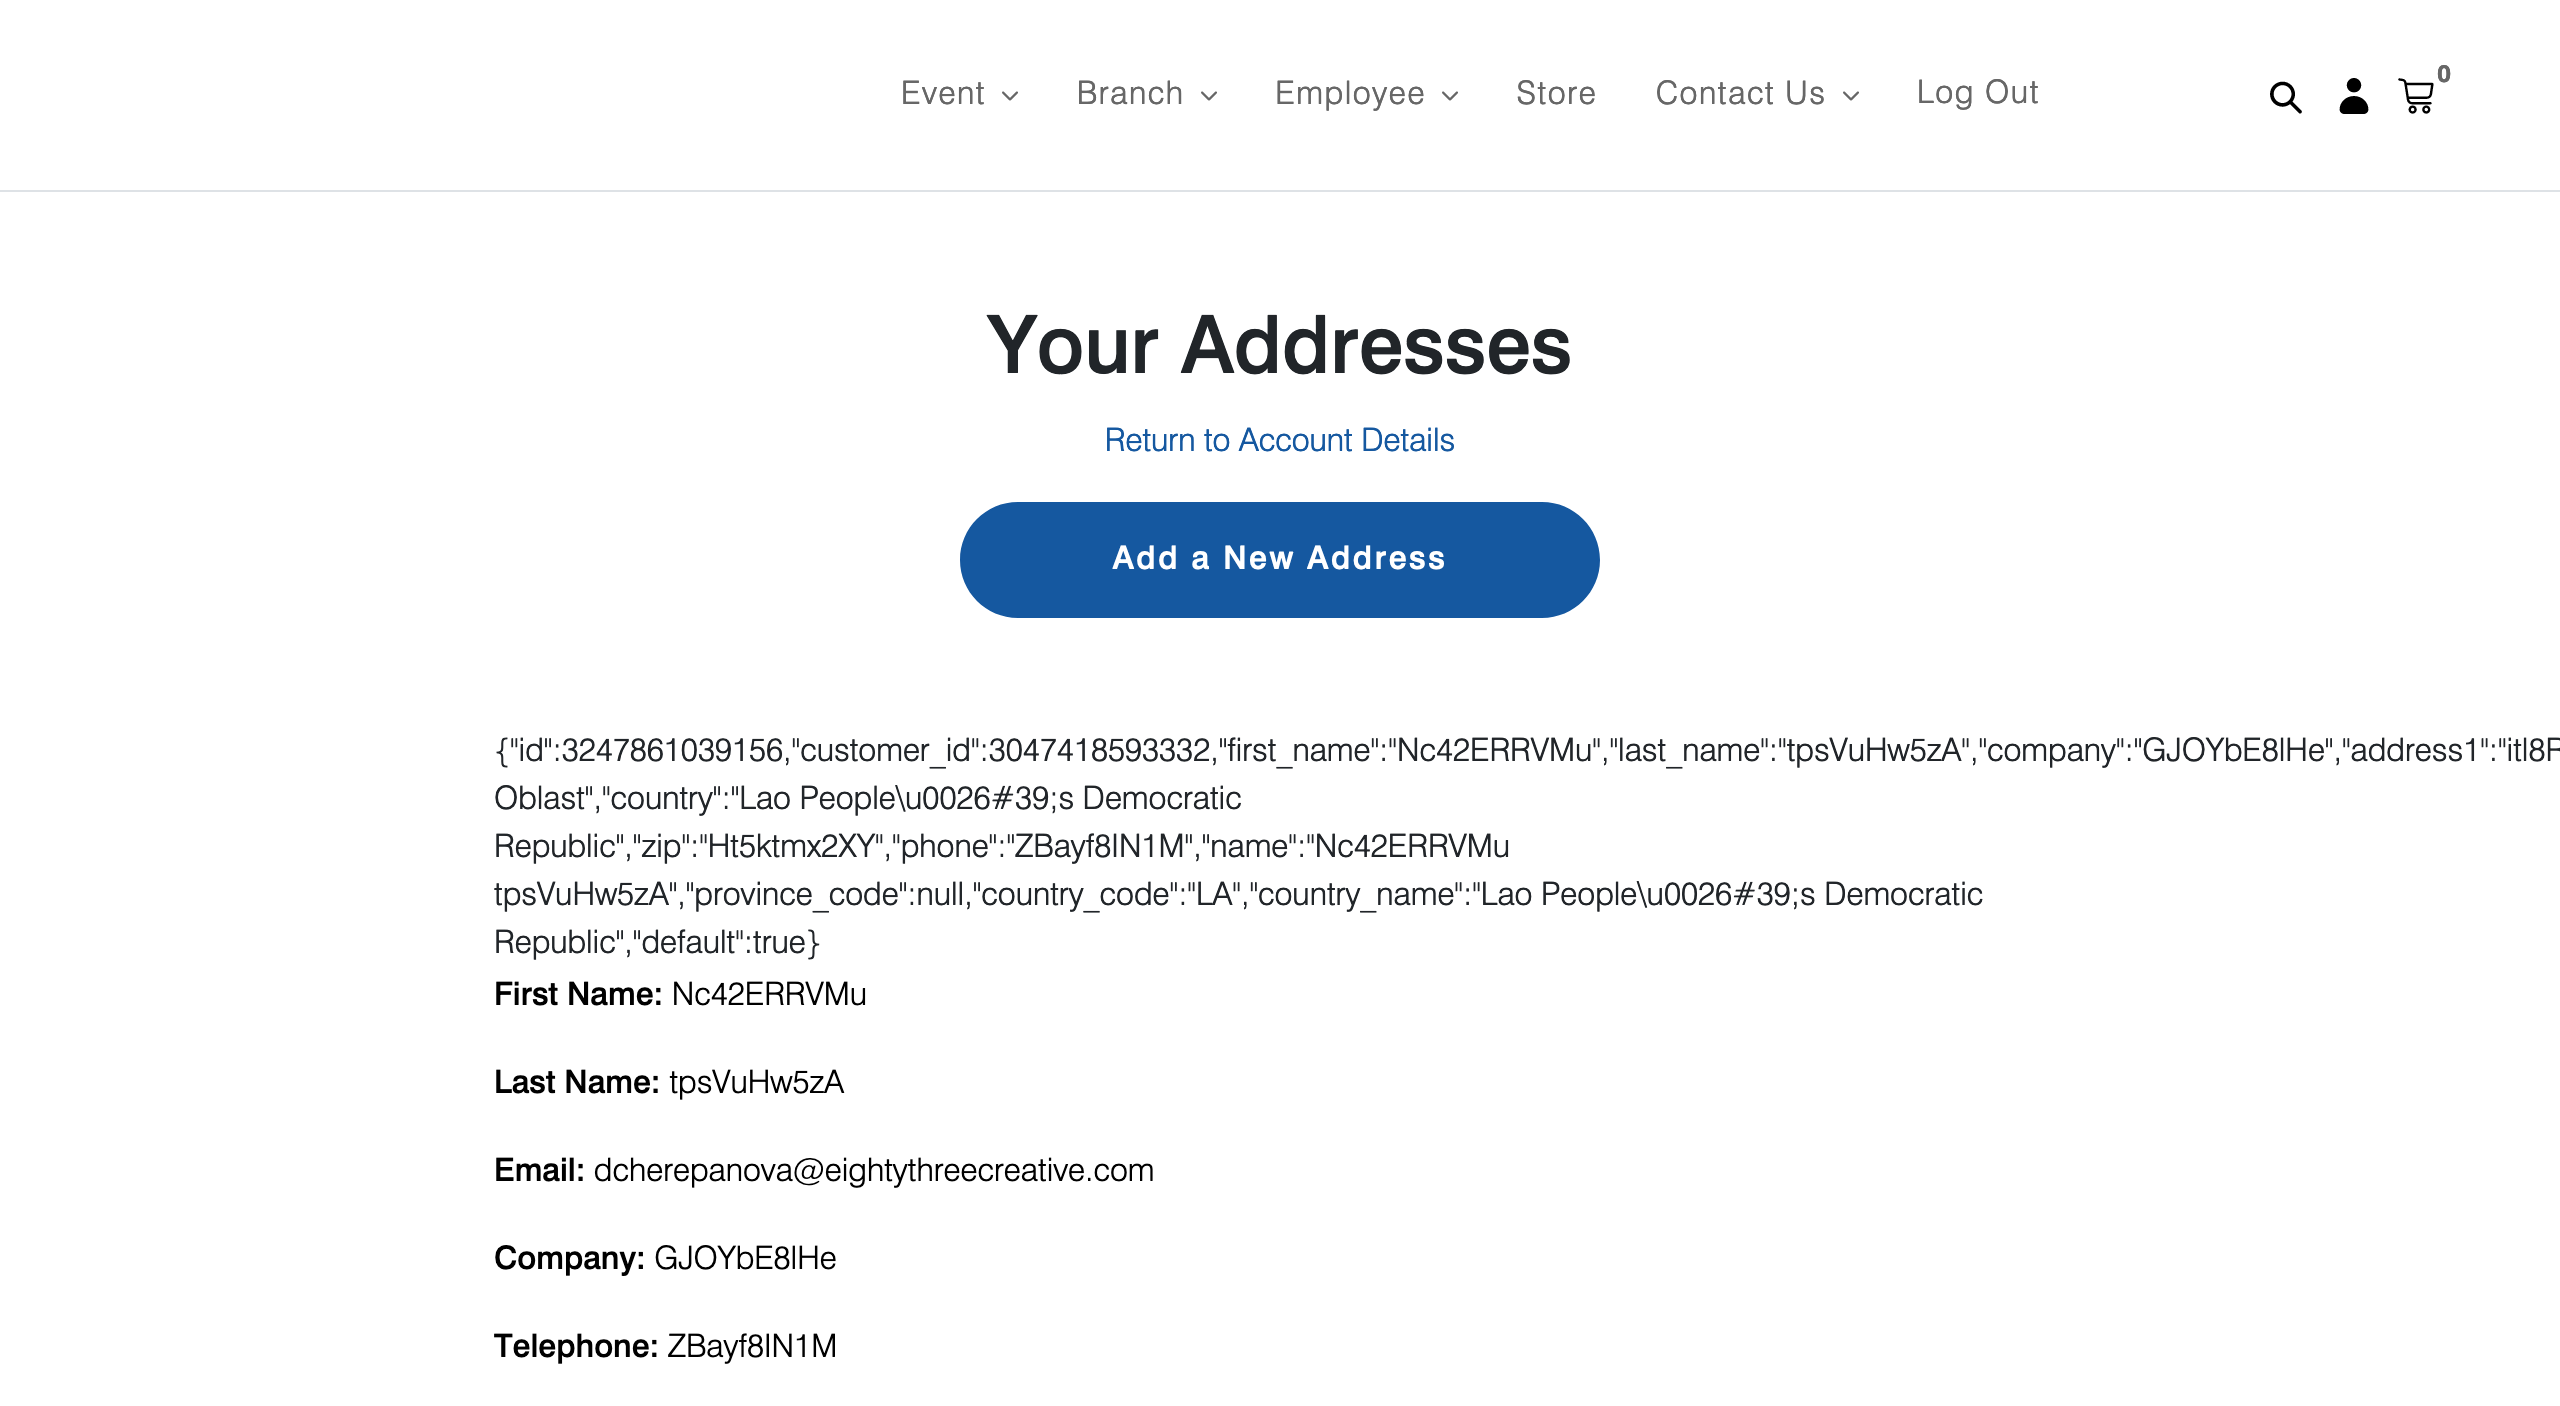 Event Branch Employee Store Contact Us Log Out 0
Your Addresses
Return to Account Details
Add a New Address
{"id":3247861039156,"customer_id":3047418593332,"first_name":"Nc42ERRVMu","last_name":"tpsVuHw5zA","company":"GJOYbE8lHe","address1":"itl8
Oblast","country":"Lao People\u0026#39;s Democratic
Republic","zip":"Ht5ktmx2XY","phone":"ZBayf8lN1M","name":"Nc42ERRVMu
tpsVuHw5zA","province_code":null,"country_code":"LA","country_name":"Lao People\u0026#39;s Democratic
Republic","default":true}
First Name: Nc42ERRVMu
Last Name: tpsVuHw5zA
Email: dcherepanova@eightythreecreative.com
Company: GJOYbE8lHe
Telephone: ZBayf8lN1M